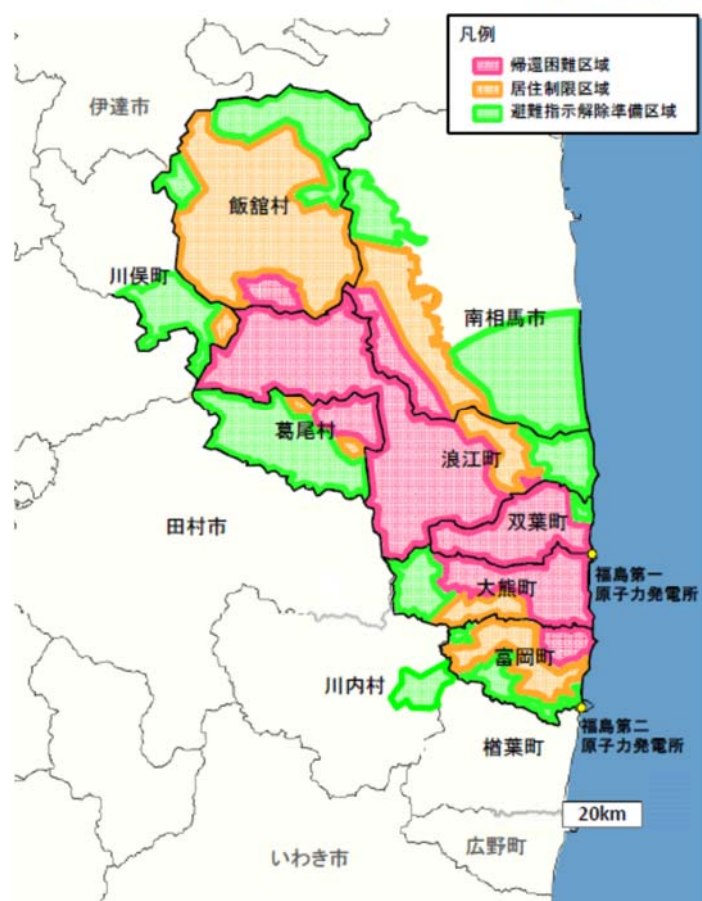 凡例
帰還困難区域
居住制限区域
避難指示解除準備区域
伊達市
飯舘村
川俣町
南相馬市
葛尾村
浪江町
田村市
双葉町
福島第一
原子力発電所
大熊町
富岡町
川内村
福島第二
原子力発電所
楢葉町
20km
広野町
いわき市